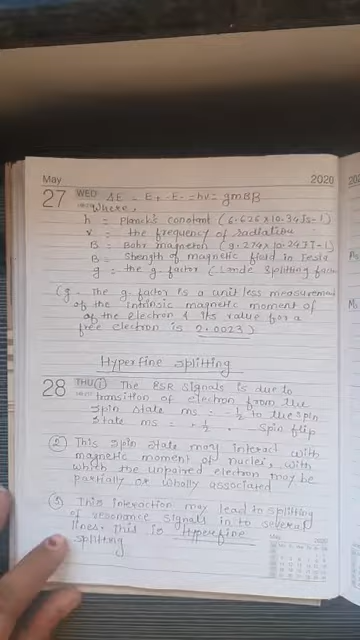 May 2020
27 WED ΔE = E+ - E- = hν = gmBB
Where,
h = Planck's constant (6.626×10-34Js-1)
ν = the frequency of radiation
B = Bohr magneton (9.274×10-24JT-1)
B = Strength of magnetic field in Tesla
g = the g-factor (Lande Splitting factor
(g - The g-factor is a unit less measurement
of the intrinsic magnetic moment of
of the electron & its value for a
free electron is 2.0023)
Hyperfine splitting
28 THU ① The ESR signals is due to
transition of electron from the
spin state ms = -1/2 to the spin
state ms = +1/2. Spin flip
② This spin state may interact with
magnetic moment of nuclei, with
which the unpaired electron may be
partially or wholly associated
③ This interaction may lead to splitting
of resonance signals in to several
lines. This is Hyperfine
splitting